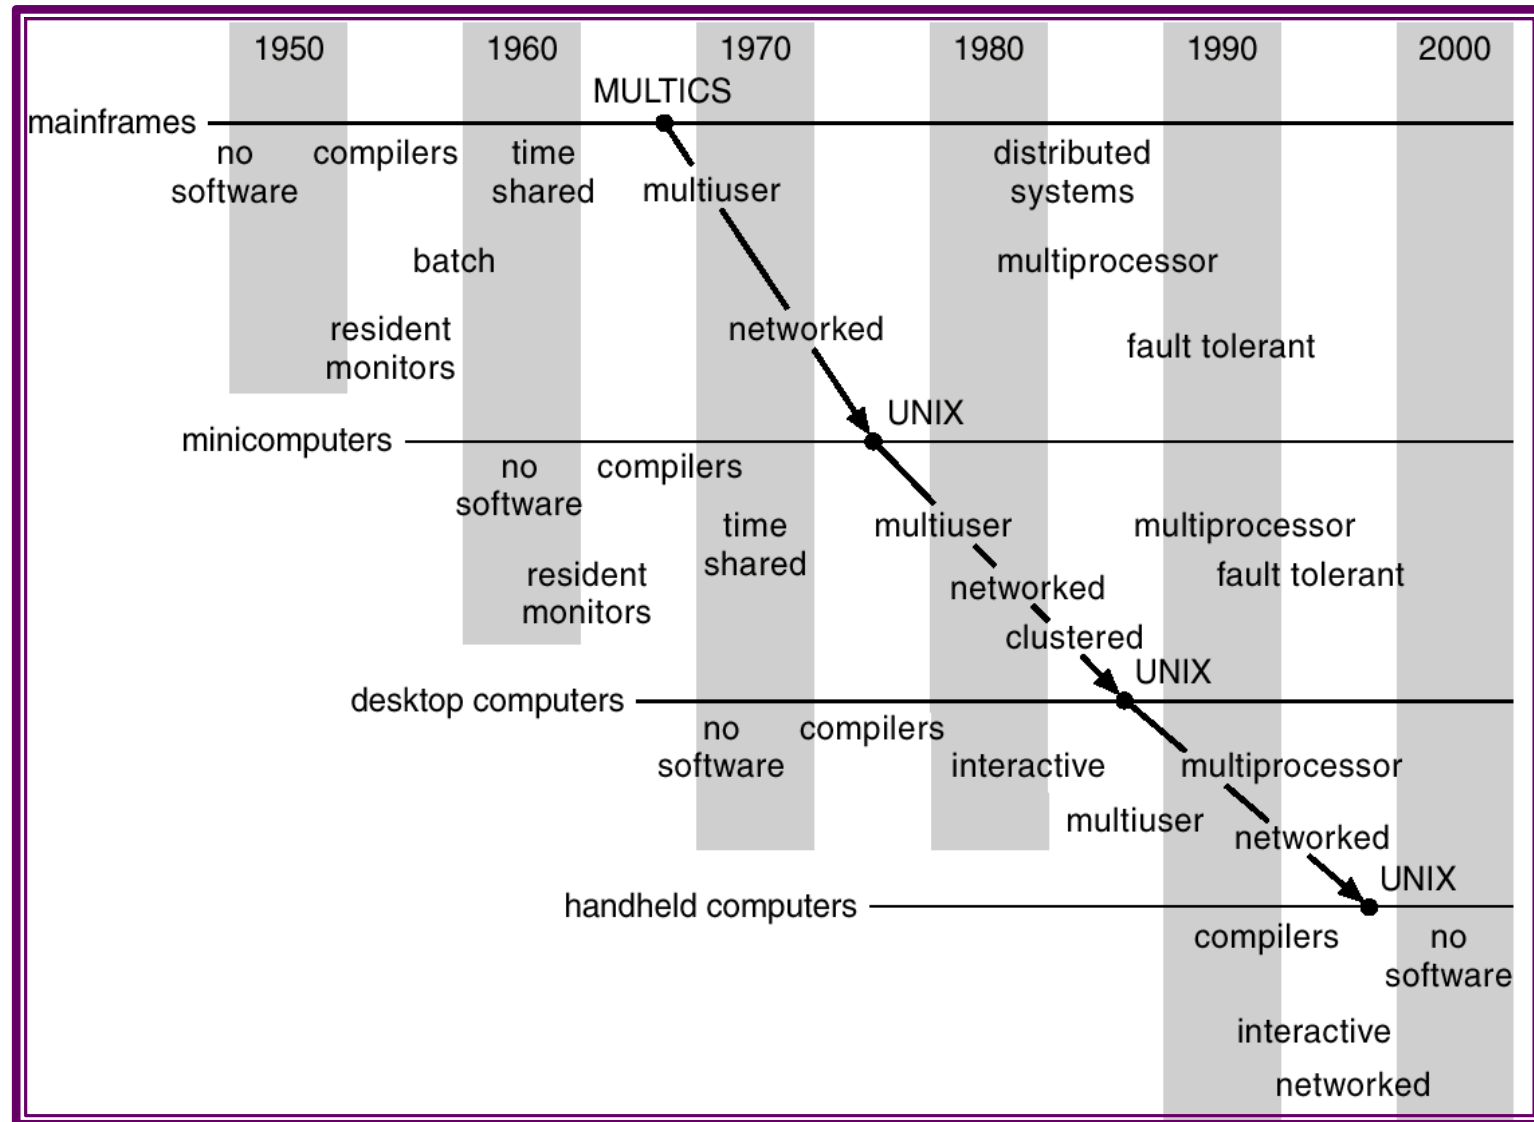 1950 1960 1970 1980 1990 2000
MULTICS
mainframes
no compilers time distributed
software shared multiuser systems
batch multiprocessor
resident networked fault tolerant
monitors
UNIX
minicomputers
no compilers
software
time multiuser multiprocessor
shared
resident networked fault tolerant
monitors
clustered
UNIX
desktop computers
no compilers
software interactive multiprocessor
multiuser networked
UNIX
handheld computers
compilers no
software
interactive
networked